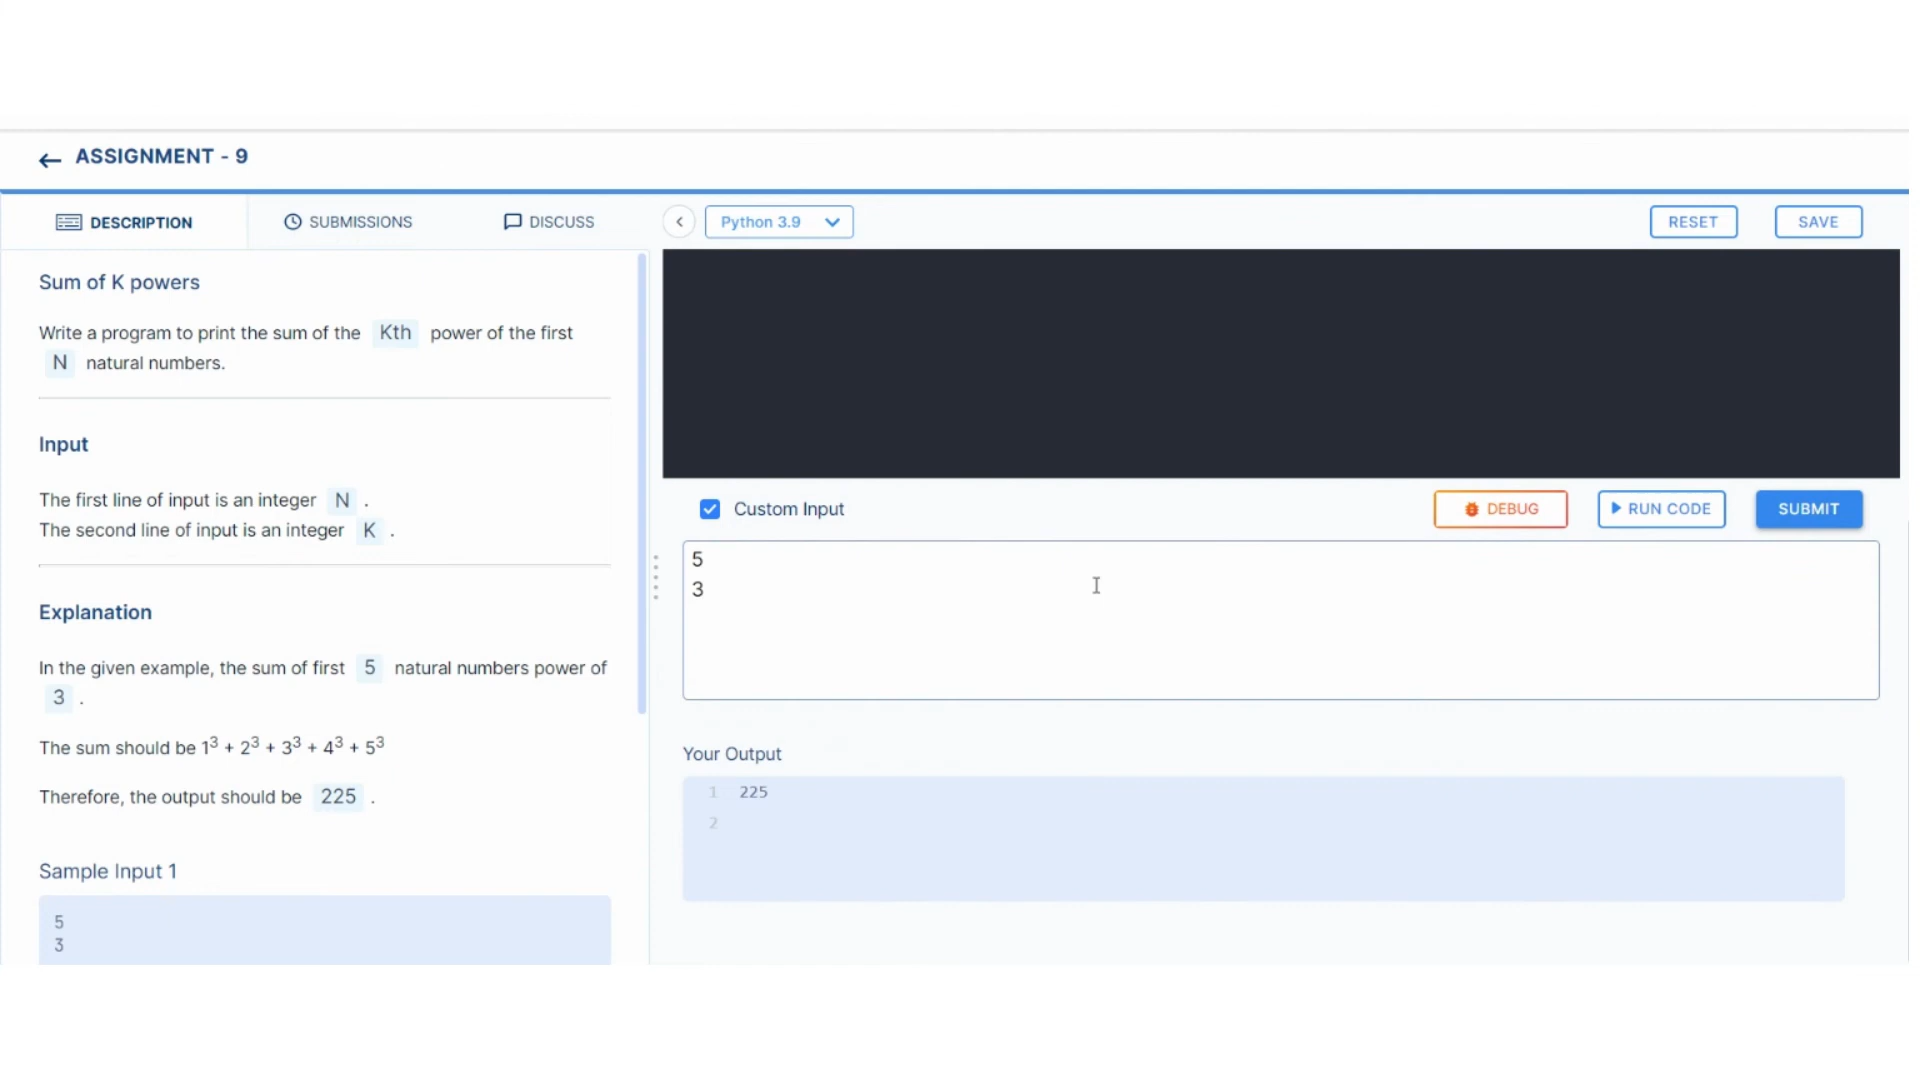 ASSIGNMENT - 9
DESCRIPTION
SUBMISSIONS
DISCUSS
Python 3.9
RESET
SAVE
Sum of K powers
Write a program to print the sum of the Kth power of the first
N natural numbers.
Input
The first line of input is an integer N .
The second line of input is an integer K .
Explanation
In the given example, the sum of first 5 natural numbers power of
3 .
The sum should be 1³ + 2³ + 3³ + 4³ + 5³
Therefore, the output should be 225 .
Sample Input 1
5
3
Custom Input
DEBUG
RUN CODE
SUBMIT
5
3
Your Output
1 225
2